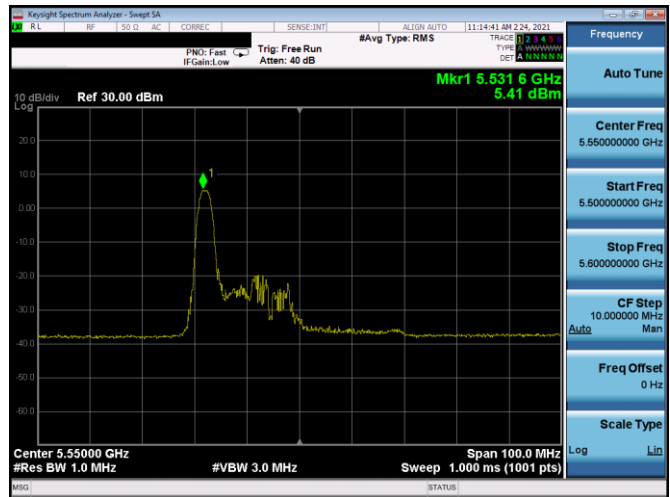 Keysight Spectrum Analyzer - Swept SA
RL RF 50 Ω AC CORREC SENSE:INT ALIGN AUTO 11:14:41 AM 2 24, 2021
#Avg Type: RMS
TRACE 1 2 3 4 5 6
TYPE A WWWWW
DET A N N N N N
PNO: Fast
IFGain:Low
Trig: Free Run
Atten: 40 dB
Mkr1 5.531 6 GHz
5.41 dBm
10 dB/div Ref 30.00 dBm
Log
20.0
10.0
0.00
-10.0
-20.0
-30.0
-40.0
-50.0
-60.0
1
Center 5.55000 GHz
#Res BW 1.0 MHz
#VBW 3.0 MHz
Span 100.0 MHz
Sweep 1.000 ms (1001 pts)
MSG
STATUS
Frequency
Auto Tune
Center Freq
5.550000000 GHz
Start Freq
5.500000000 GHz
Stop Freq
5.600000000 GHz
CF Step
10.000000 MHz
Auto Man
Freq Offset
0 Hz
Scale Type
Log Lin